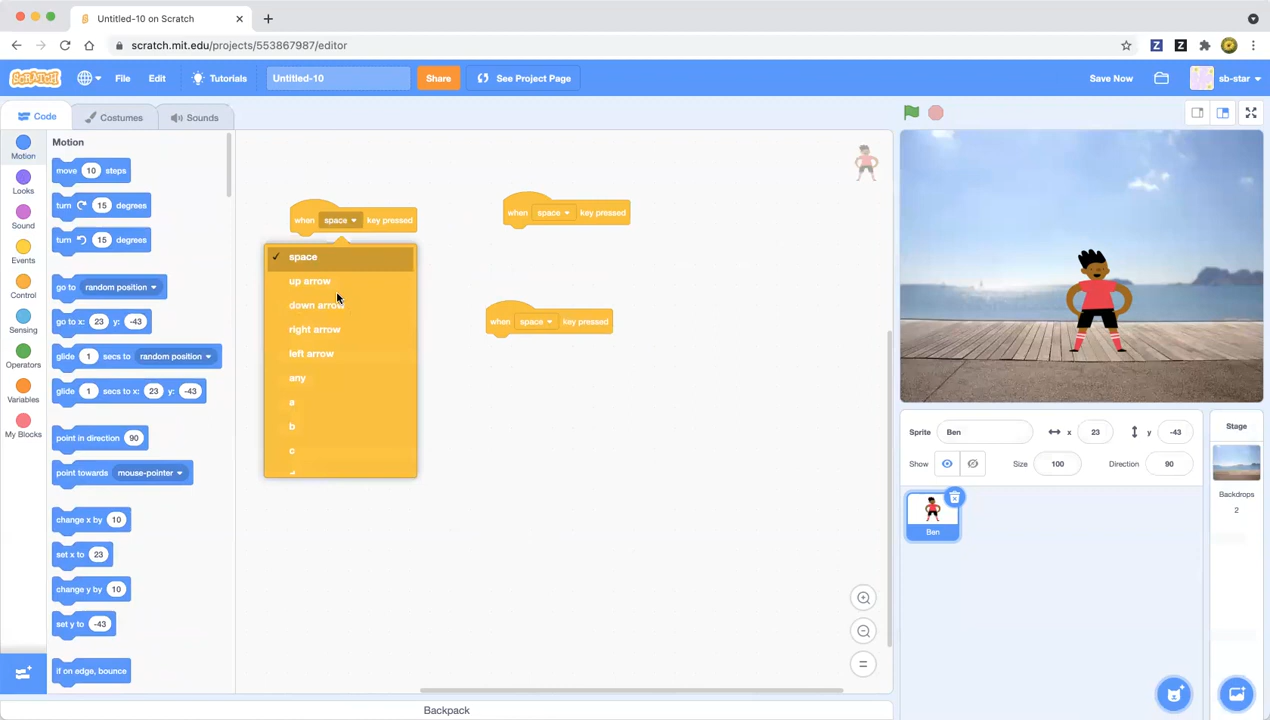 Untitled-10 on Scratch
scratch.mit.edu/projects/553867987/editor
SCRATCH
File
Edit
Tutorials
Untitled-10
Share
See Project Page
Save Now
sb-star
Code
Costumes
Sounds
Motion
Looks
Sound
Events
Control
Sensing
Operators
Variables
My Blocks
Motion
move 10 steps
turn 15 degrees
turn 15 degrees
go to random position
go to x: 23 y: -43
glide 1 secs to random position
glide 1 secs to x: 23 y: -43
point in direction 90
point towards mouse-pointer
change x by 10
set x to 23
change y by 10
set y to -43
if on edge, bounce
when space key pressed
space
up arrow
down arrow
right arrow
left arrow
any
a
b
c
when space key pressed
when space key pressed
Sprite Ben x 23 y -43
Show Size 100 Direction 90
Ben
Stage
Backdrops
2
Backpack